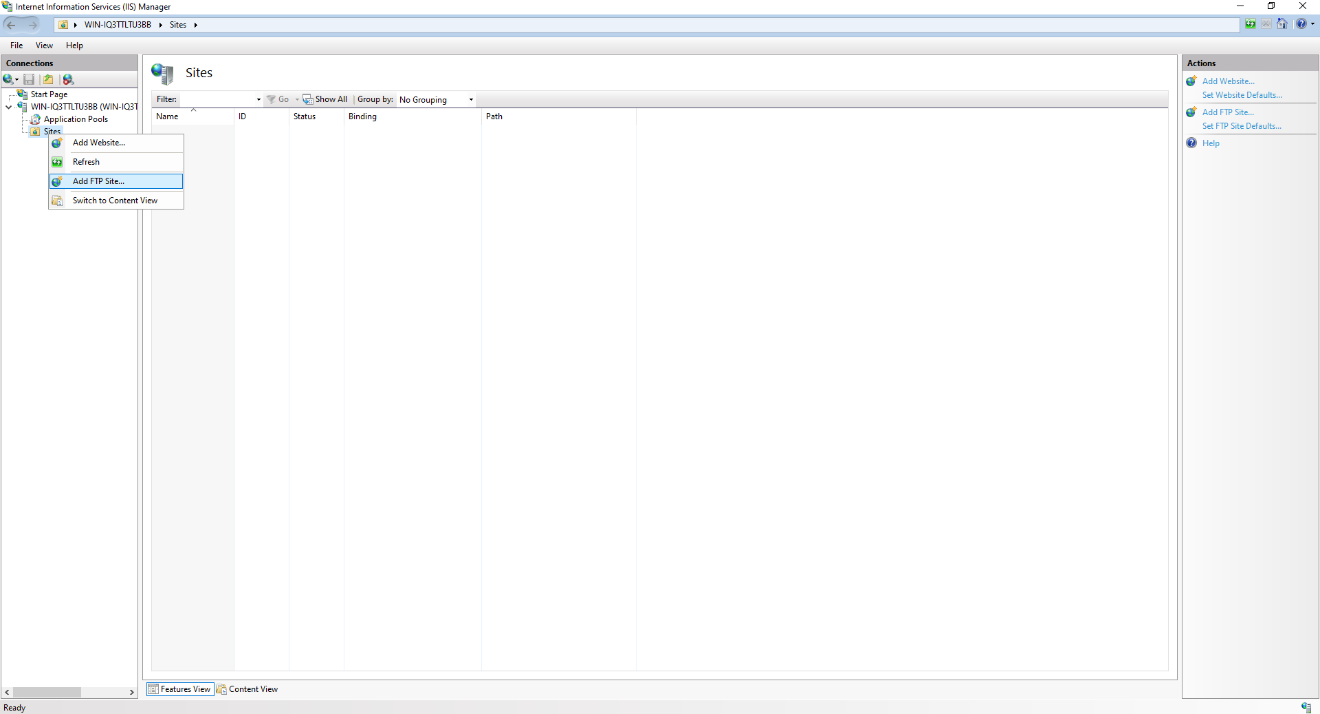 Internet Information Services (IIS) Manager
WIN-IQ3TTLTU3BB Sites
File View Help
Connections
Start Page
WIN-IQ3TTLTU3BB (WIN-IQ3T
Application Pools
Sites
Add Website...
Refresh
Add FTP Site...
Switch to Content View
Sites
Filter: Go Show All Group by: No Grouping
Name ID Status Binding Path
Features View Content View
Actions
Add Website...
Set Website Defaults...
Add FTP Site...
Set FTP Site Defaults...
Help
Ready